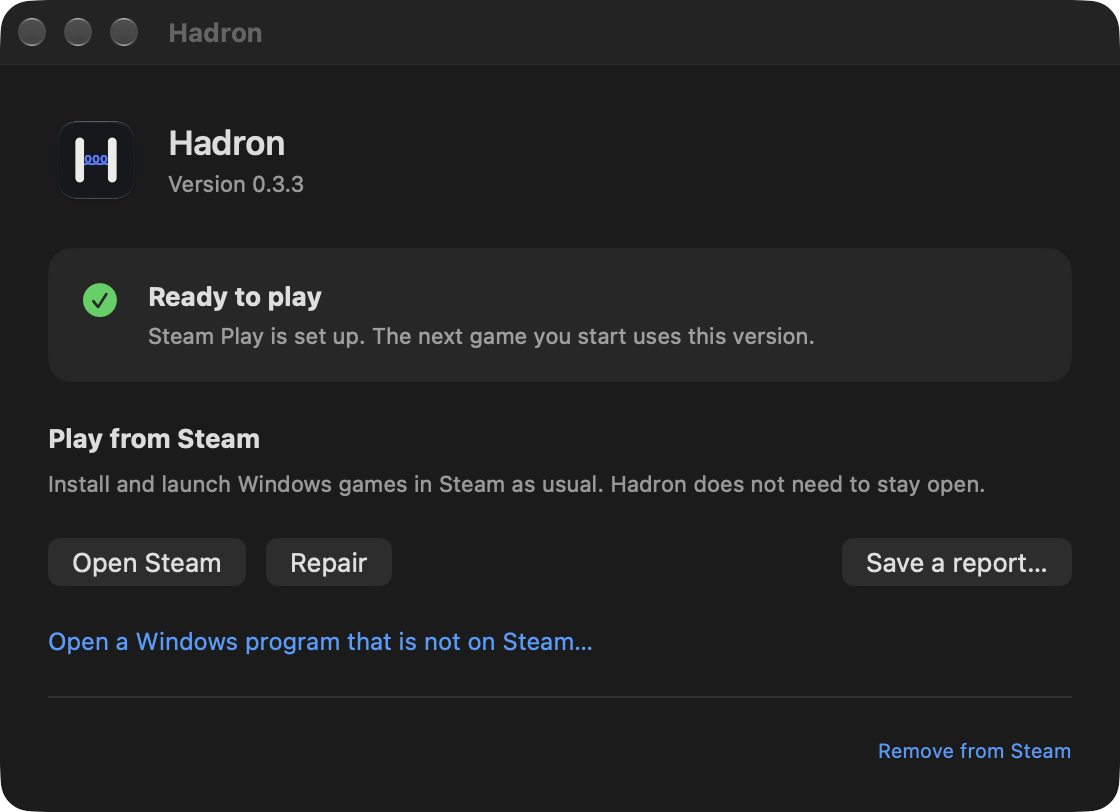 Hadron
Hadron
Version 0.3.3
Ready to play
Steam Play is set up. The next game you start uses this version.
Play from Steam
Install and launch Windows games in Steam as usual. Hadron does not need to stay open.
Open Steam
Repair
Save a report...
Open a Windows program that is not on Steam...
Remove from Steam